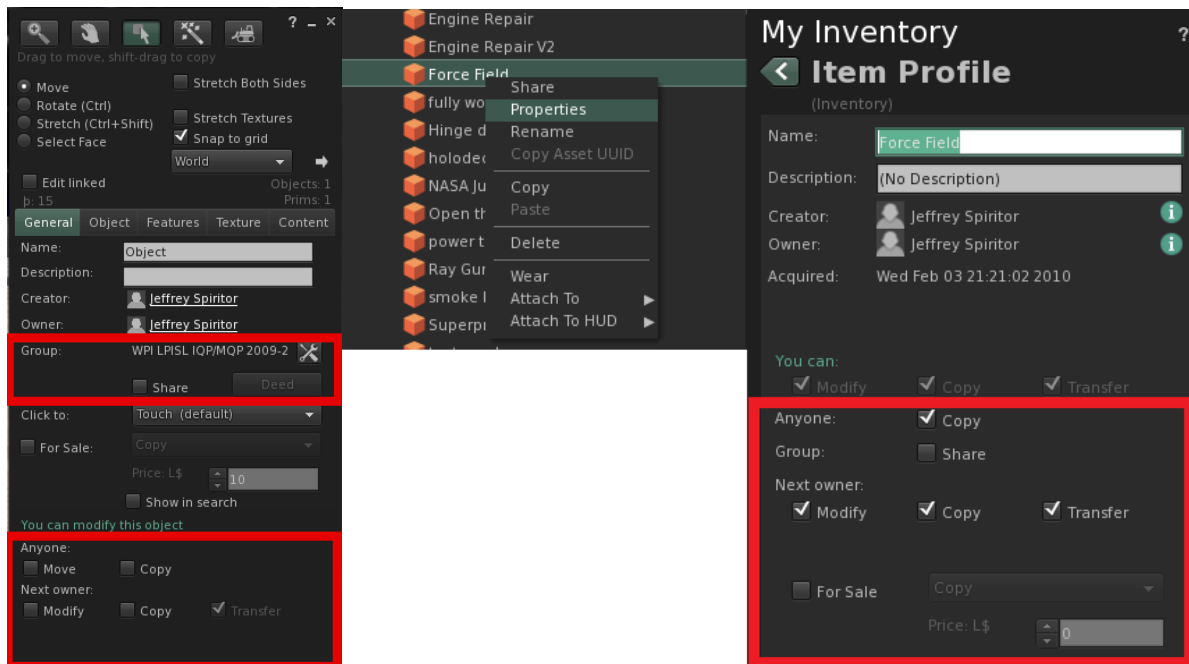 ? _ ×
Drag to move, shift-drag to copy
Move
Rotate (Ctrl)
Stretch (Ctrl+Shift)
Select Face
Stretch Both Sides
Stretch Textures
Snap to grid
World
Edit linked
Objects: 1
þ: 15
Prims: 1
General Object Features Texture Content
Name: Object
Description:
Creator: Jeffrey Spiritor
Owner: Jeffrey Spiritor
Group: WPI LPISL IQP/MQP 2009-2
Share Deed
Click to: Touch (default)
For Sale: Copy
Price: L$ 10
Show in search
You can modify this object
Anyone:
Move Copy
Next owner:
Modify Copy Transfer
Engine Repair
Engine Repair V2
Force Field
fully wo
Hinge d
holodec
NASA Ju
Open th
power t
Ray Gun
smoke
Superp
Share
Properties
Rename
Copy Asset UUID
Copy
Paste
Delete
Wear
Attach To
Attach To HUD
My Inventory ?
Item Profile
(Inventory)
Name: Force Field
Description: (No Description)
Creator: Jeffrey Spiritor i
Owner: Jeffrey Spiritor i
Acquired: Wed Feb 03 21:21:02 2010
You can:
Modify Copy Transfer
Anyone: Copy
Group: Share
Next owner:
Modify Copy Transfer
For Sale Copy
Price: L$ 0